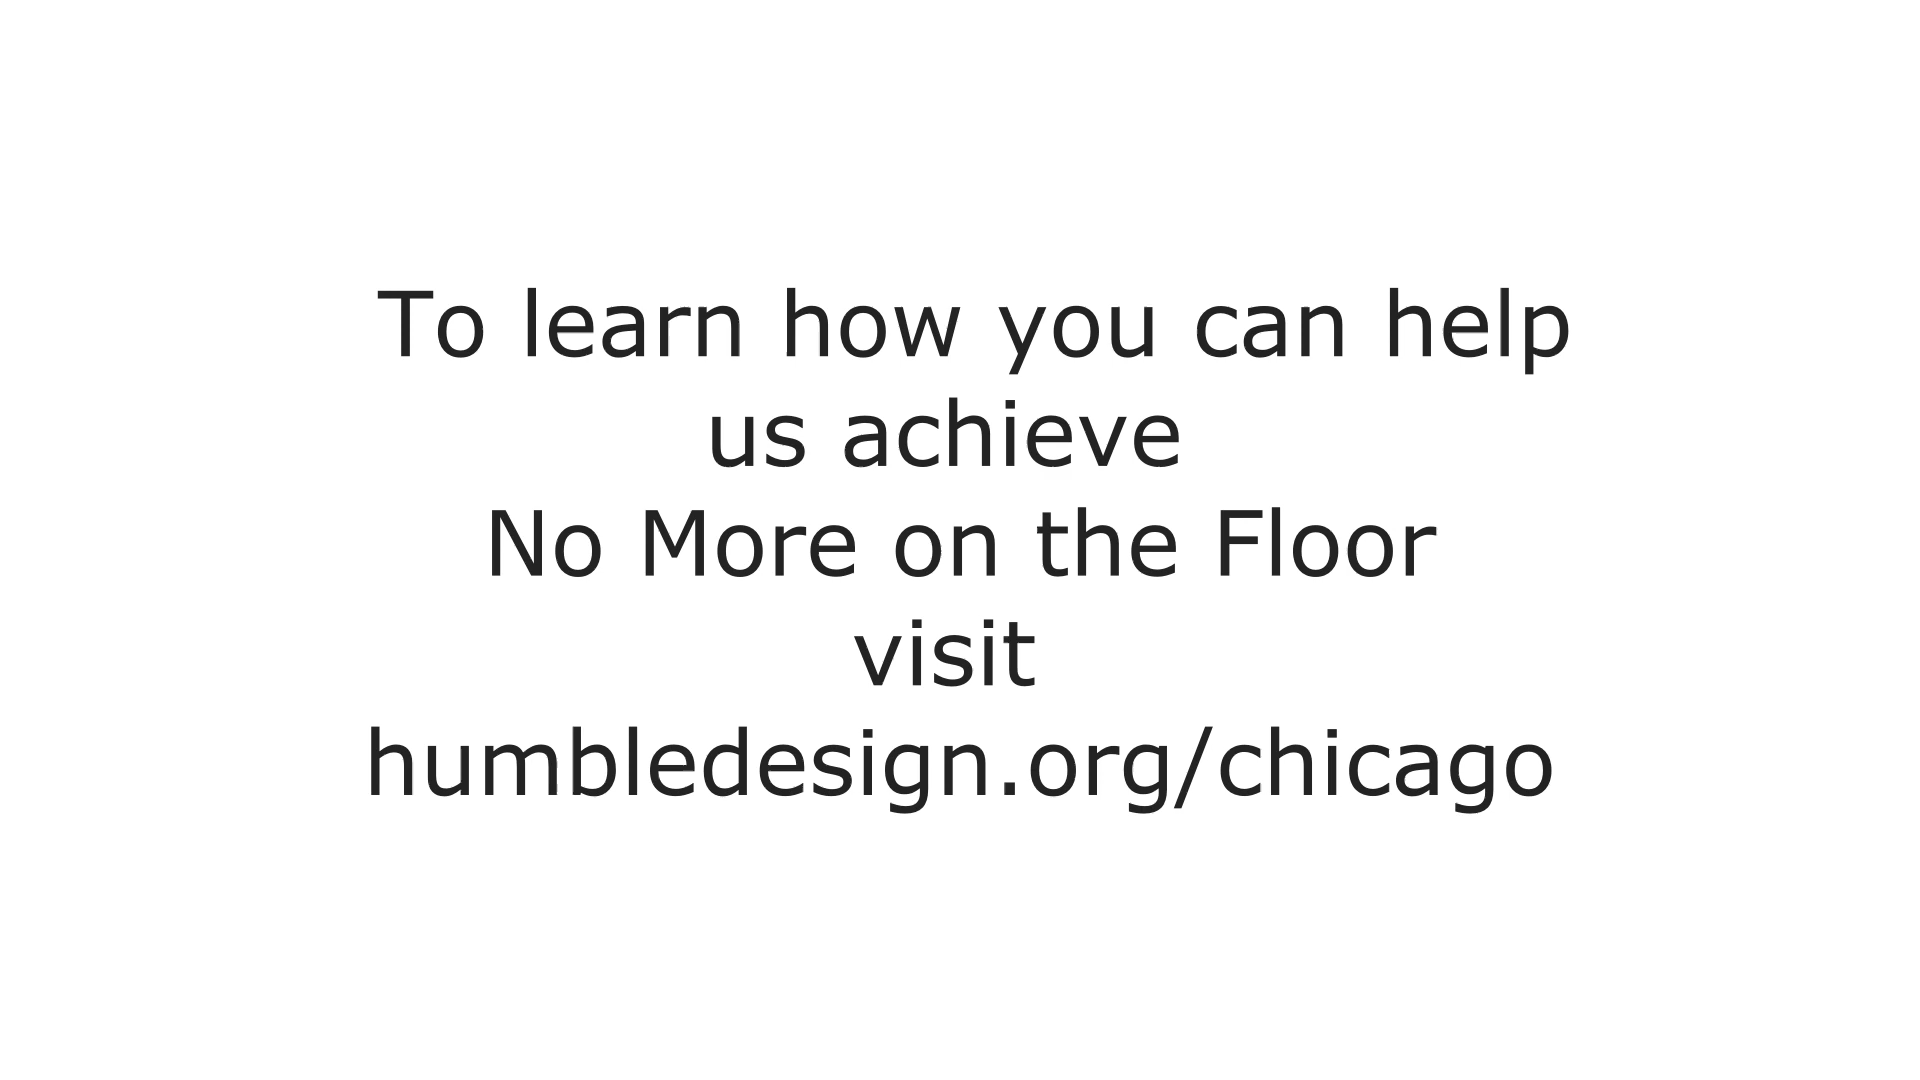 To learn how you can help
us achieve
No More on the Floor
visit
humbledesign.org/chicago